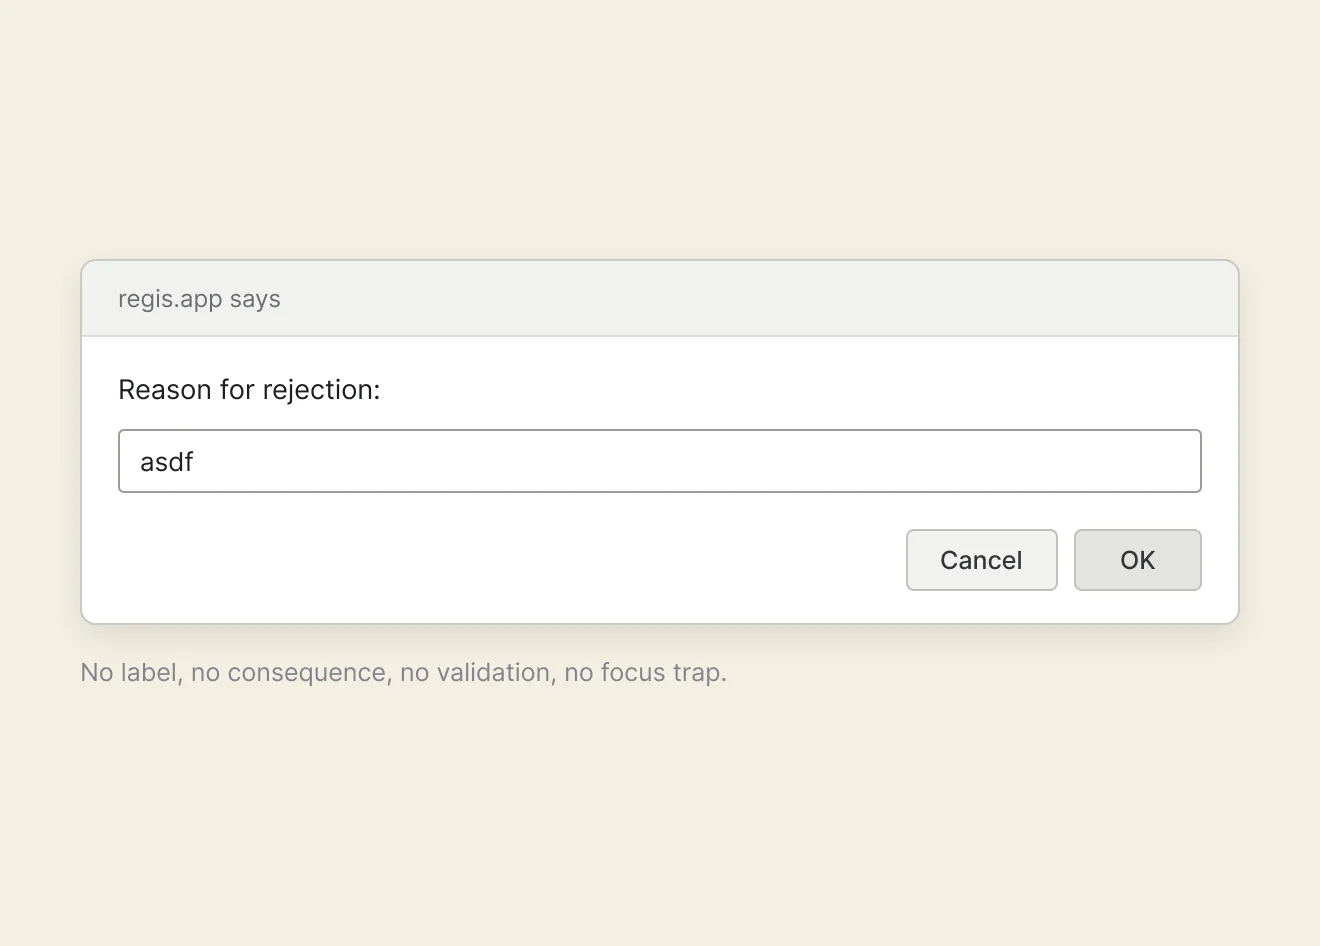 regis.app says
Reason for rejection:
asdf
Cancel
OK
No label, no consequence, no validation, no focus trap.